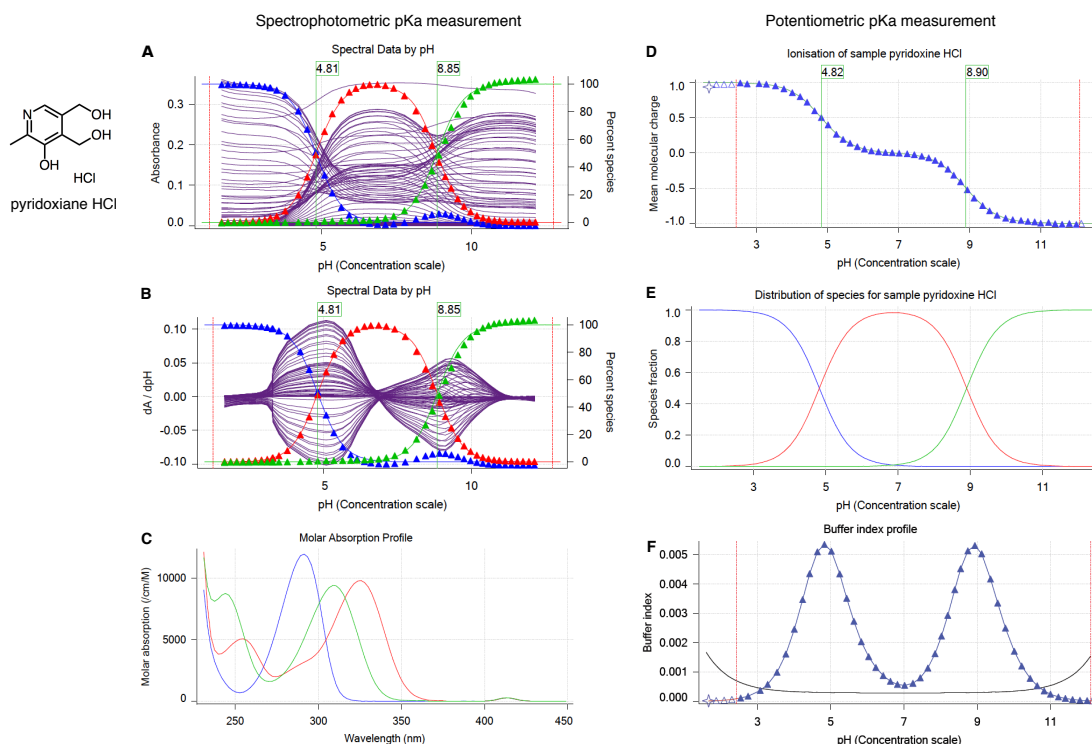 Spectrophotometric pKa measurement
Potentiometric pKa measurement
N
OH
OH
OH
HCl
pyridoxiane HCl
A
Spectral Data by pH
4.81
8.85
Absorbance
0.3
0.2
0.1
0.0
100
80
60
40
20
0
Percent species
5
10
pH (Concentration scale)
B
Spectral Data by pH
4.81
8.85
dA / dpH
0.10
0.05
0.00
-0.05
-0.10
100
80
60
40
20
0
Percent species
5
10
pH (Concentration scale)
C
Molar Absorption Profile
Molar absorption (/cm/M)
10000
5000
0
250
300
350
400
450
Wavelength (nm)
D
Ionisation of sample pyridoxine HCl
4.82
8.90
Mean molecular charge
1.0
0.5
0.0
-0.5
-1.0
3
5
7
9
11
pH (Concentration scale)
E
Distribution of species for sample pyridoxine HCl
Species fraction
1.0
0.8
0.6
0.4
0.2
0.0
3
5
7
9
11
pH (Concentration scale)
F
Buffer index profile
Buffer index
0.005
0.004
0.003
0.002
0.001
0.000
3
5
7
9
11
pH (Concentration scale)